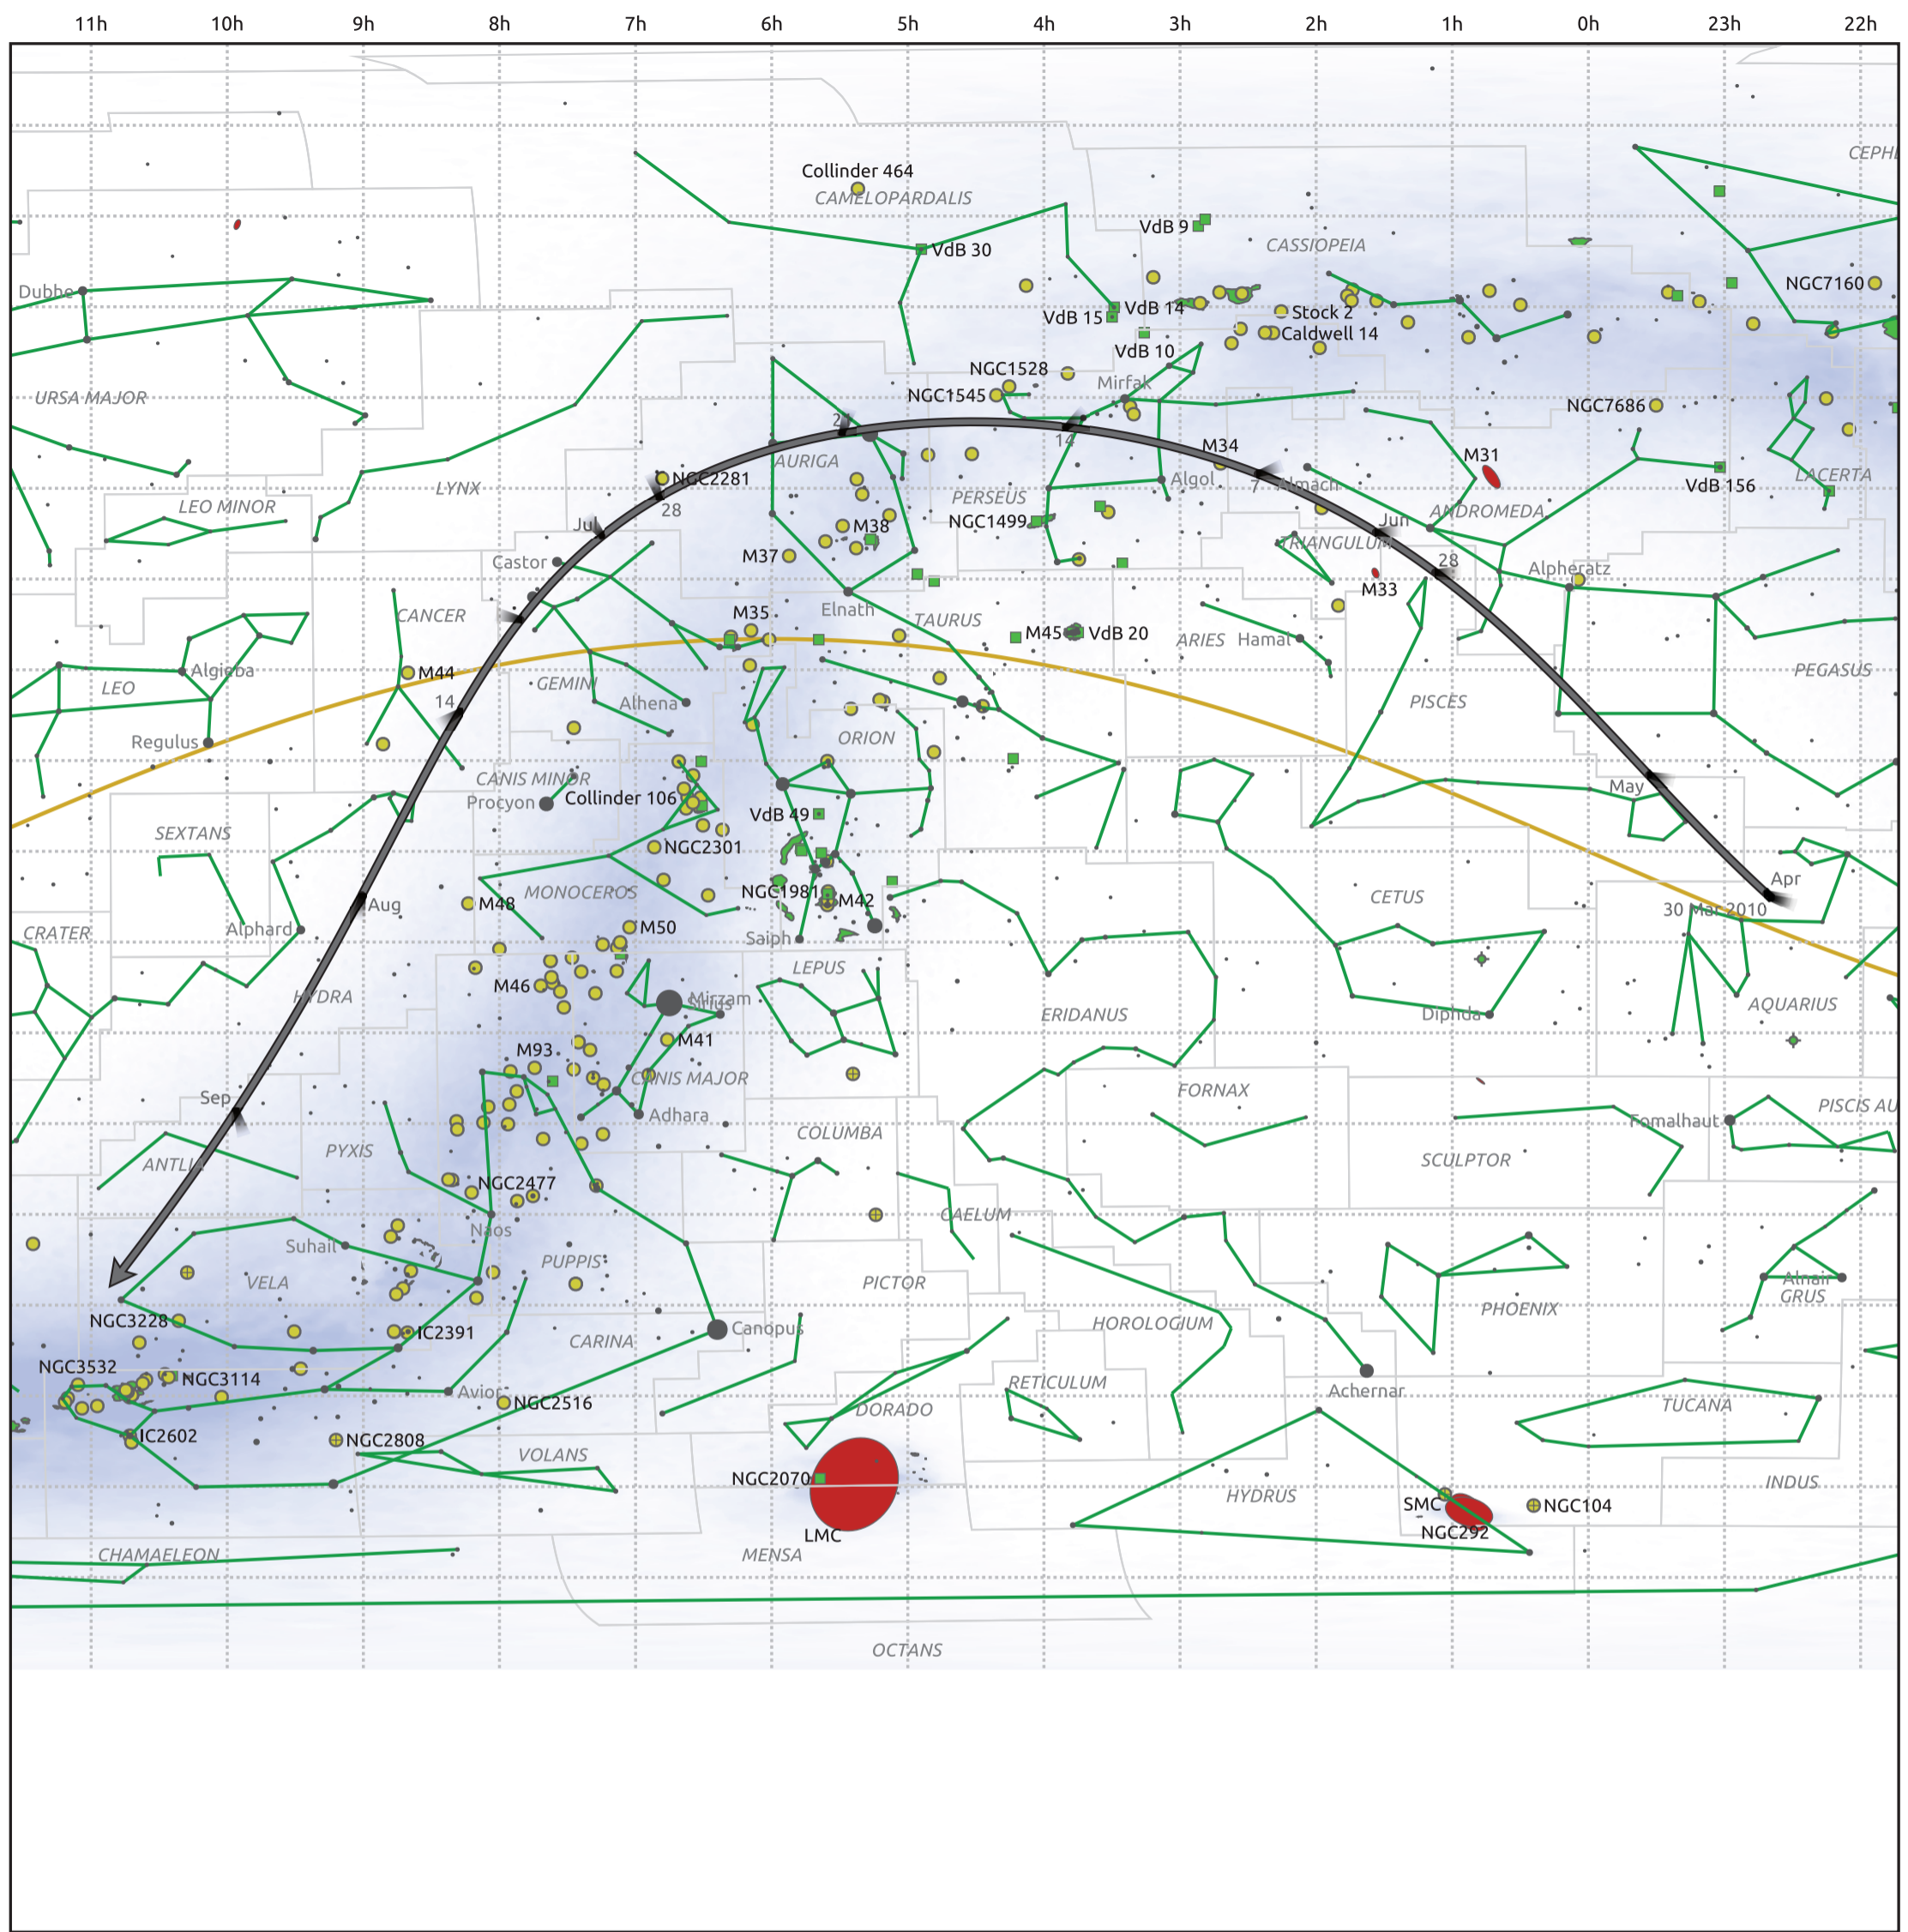 11h 10h 9h 8h 7h 6h 5h 4h 3h 2h 1h 0h 23h 22h
Collinder 464
CAMELOPARDALIS
CEPHE
VdB 9
CASSIOPEIA
VdB 30
Dubhe
NGC7160
VdB 14
VdB 15
Stock 2
Caldwell 14
VdB 10
NGC1528
Mirfak
NGC1545
URSA MAJOR
NGC7686
21
14
M34
M31
AURIGA
NGC2281
Algol
7
Almach
VdB 156
LACERTA
LYNX
PERSEUS
LEO MINOR
28
NGC1499
ANDROMEDA
Jul
M38
Jun
TRIANGULUM
M37
Castor
28
Alpheratz
M33
CANCER
M35
Elnath
TAURUS
M45
VdB 20
ARIES
Hamal
Algieba
M44
PEGASUS
LEO
GEMINI
14
Alhena
PISCES
Regulus
ORION
CANIS MINOR
Procyon
Collinder 106
VdB 49
May
SEXTANS
NGC2301
MONOCEROS
NGC1981
M42
Apr
CETUS
30 Mar 2010
M48
Aug
CRATER
Alphard
M50
Saiph
LEPUS
M46
HYDRA
Mirzam
Sirius
ERIDANUS
Diphda
AQUARIUS
M41
M93
CANIS MAJOR
FORNAX
Sep
Adhara
PISCIS AU
Fomalhaut
COLUMBA
PYXIS
ANTLIA
SCULPTOR
NGC2477
CAELUM
Naos
Suhail
PUPPIS
VELA
PICTOR
Alnair
GRUS
PHOENIX
NGC3228
IC2391
CARINA
Canopus
HOROLOGIUM
NGC3532
NGC3114
RETICULUM
Achernar
Avior
NGC2516
DORADO
TUCANA
IC2602
NGC2808
VOLANS
NGC2070
INDUS
HYDRUS
SMC
NGC104
NGC292
LMC
CHAMAELEON
MENSA
OCTANS